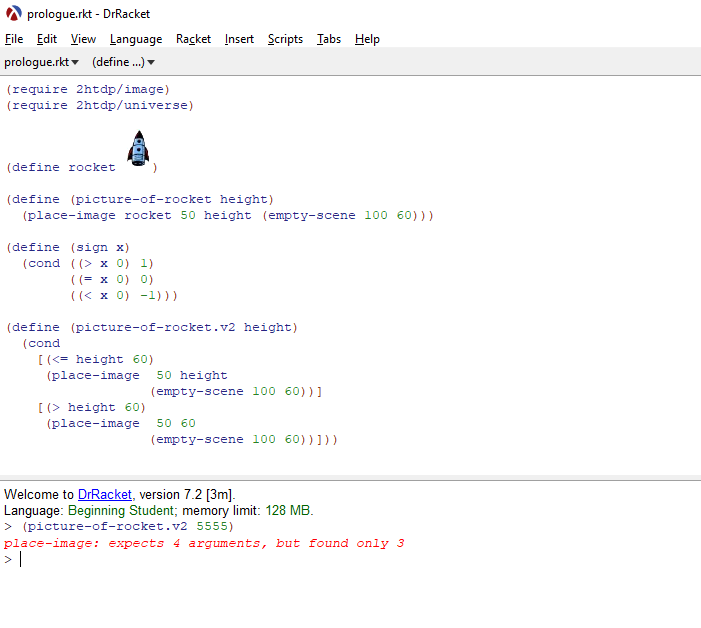 prologue.rkt - DrRacket
File Edit View Language Racket Insert Scripts Tabs Help
prologue.rkt (define ...)
(require 2htdp/image)
(require 2htdp/universe)
(define rocket )
(define (picture-of-rocket height)
(place-image rocket 50 height (empty-scene 100 60)))
(define (sign x)
(cond ((> x 0) 1)
((= x 0) 0)
((< x 0) -1)))
(define (picture-of-rocket.v2 height)
(cond
[(<= height 60)
(place-image 50 height
(empty-scene 100 60))]
[(> height 60)
(place-image 50 60
(empty-scene 100 60))]))
Welcome to DrRacket, version 7.2 [3m].
Language: Beginning Student; memory limit: 128 MB.
> (picture-of-rocket.v2 5555)
place-image: expects 4 arguments, but found only 3
>